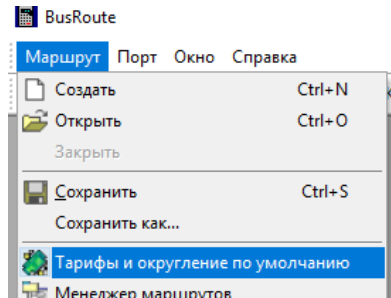 BusRoute
Маршрут Порт Окно Справка
Создать Ctrl+N
Открыть Ctrl+O
Закрыть
Сохранить Ctrl+S
Сохранить как...
Тарифы и округление по умолчанию
Менеджер маршрутов